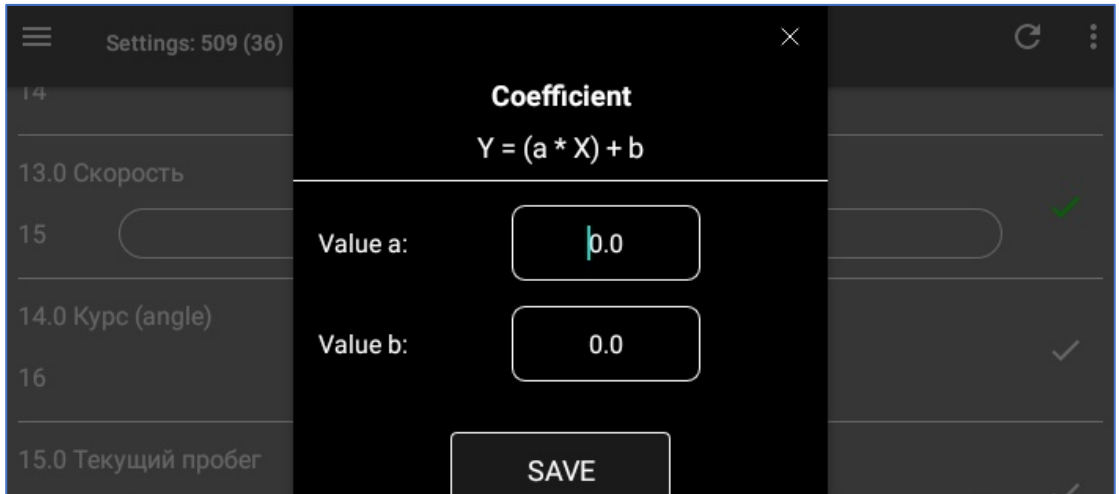 Settings: 509 (36)
Coefficient
Y = (a * X) + b
14
13.0 Скорость
15
Value a:
0.0
14.0 Курс (angle)
Value b:
0.0
16
15.0 Текущий пробег
SAVE